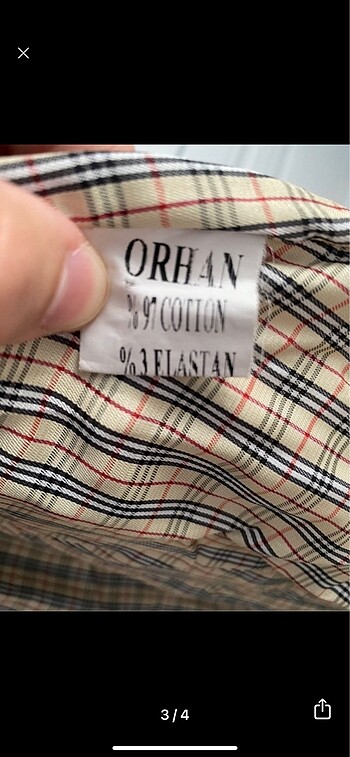 ORHAN
% 97 COTTON
% 3 ELASTAN
3/4